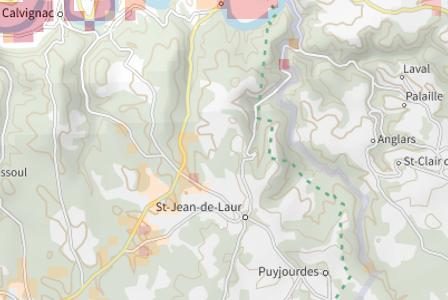 Calvignac
Laval
Palaille
Anglars
St-Clair
ssoul
St-Jean-de-Laur
Puyjourdes